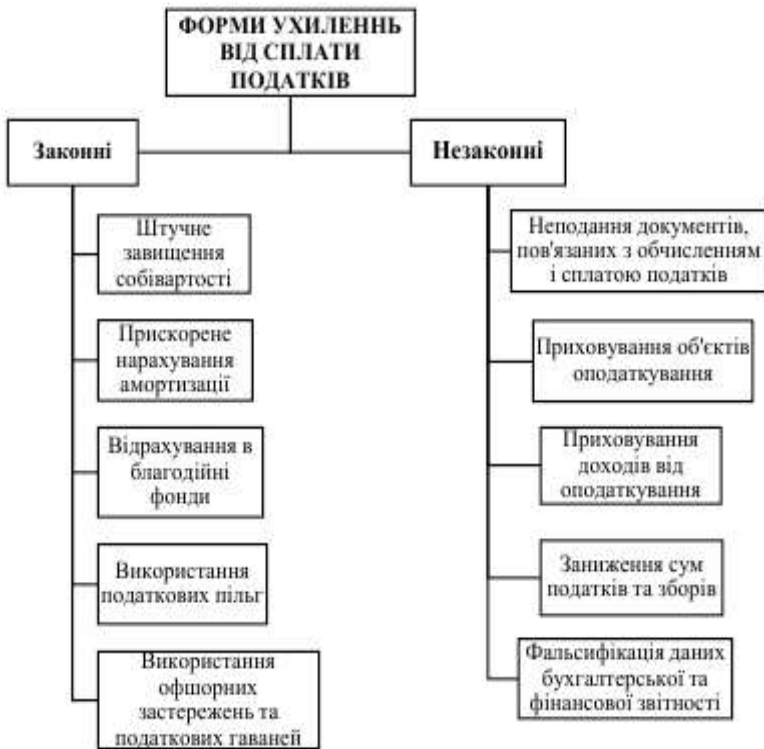 ФОРМИ УХИЛЕННЬ
ВІД СПЛАТИ
ПОДАТКІВ
Законні
Незаконні
Штучне
завищення
собівартості
Прискорене
нарахування
амортизації
Відрахування в
благодійні
фонди
Використання
податкових пільг
Використання
офшорних
застережень та
податкових гаваней
Неподання документів,
пов'язаних з обчисленням
і сплатою податків
Приховування об'єктів
оподаткування
Приховування
доходів від
оподаткування
Заниження сум
податків та зборів
Фальсифікація даних
бухгалтерської та
фінансової звітності